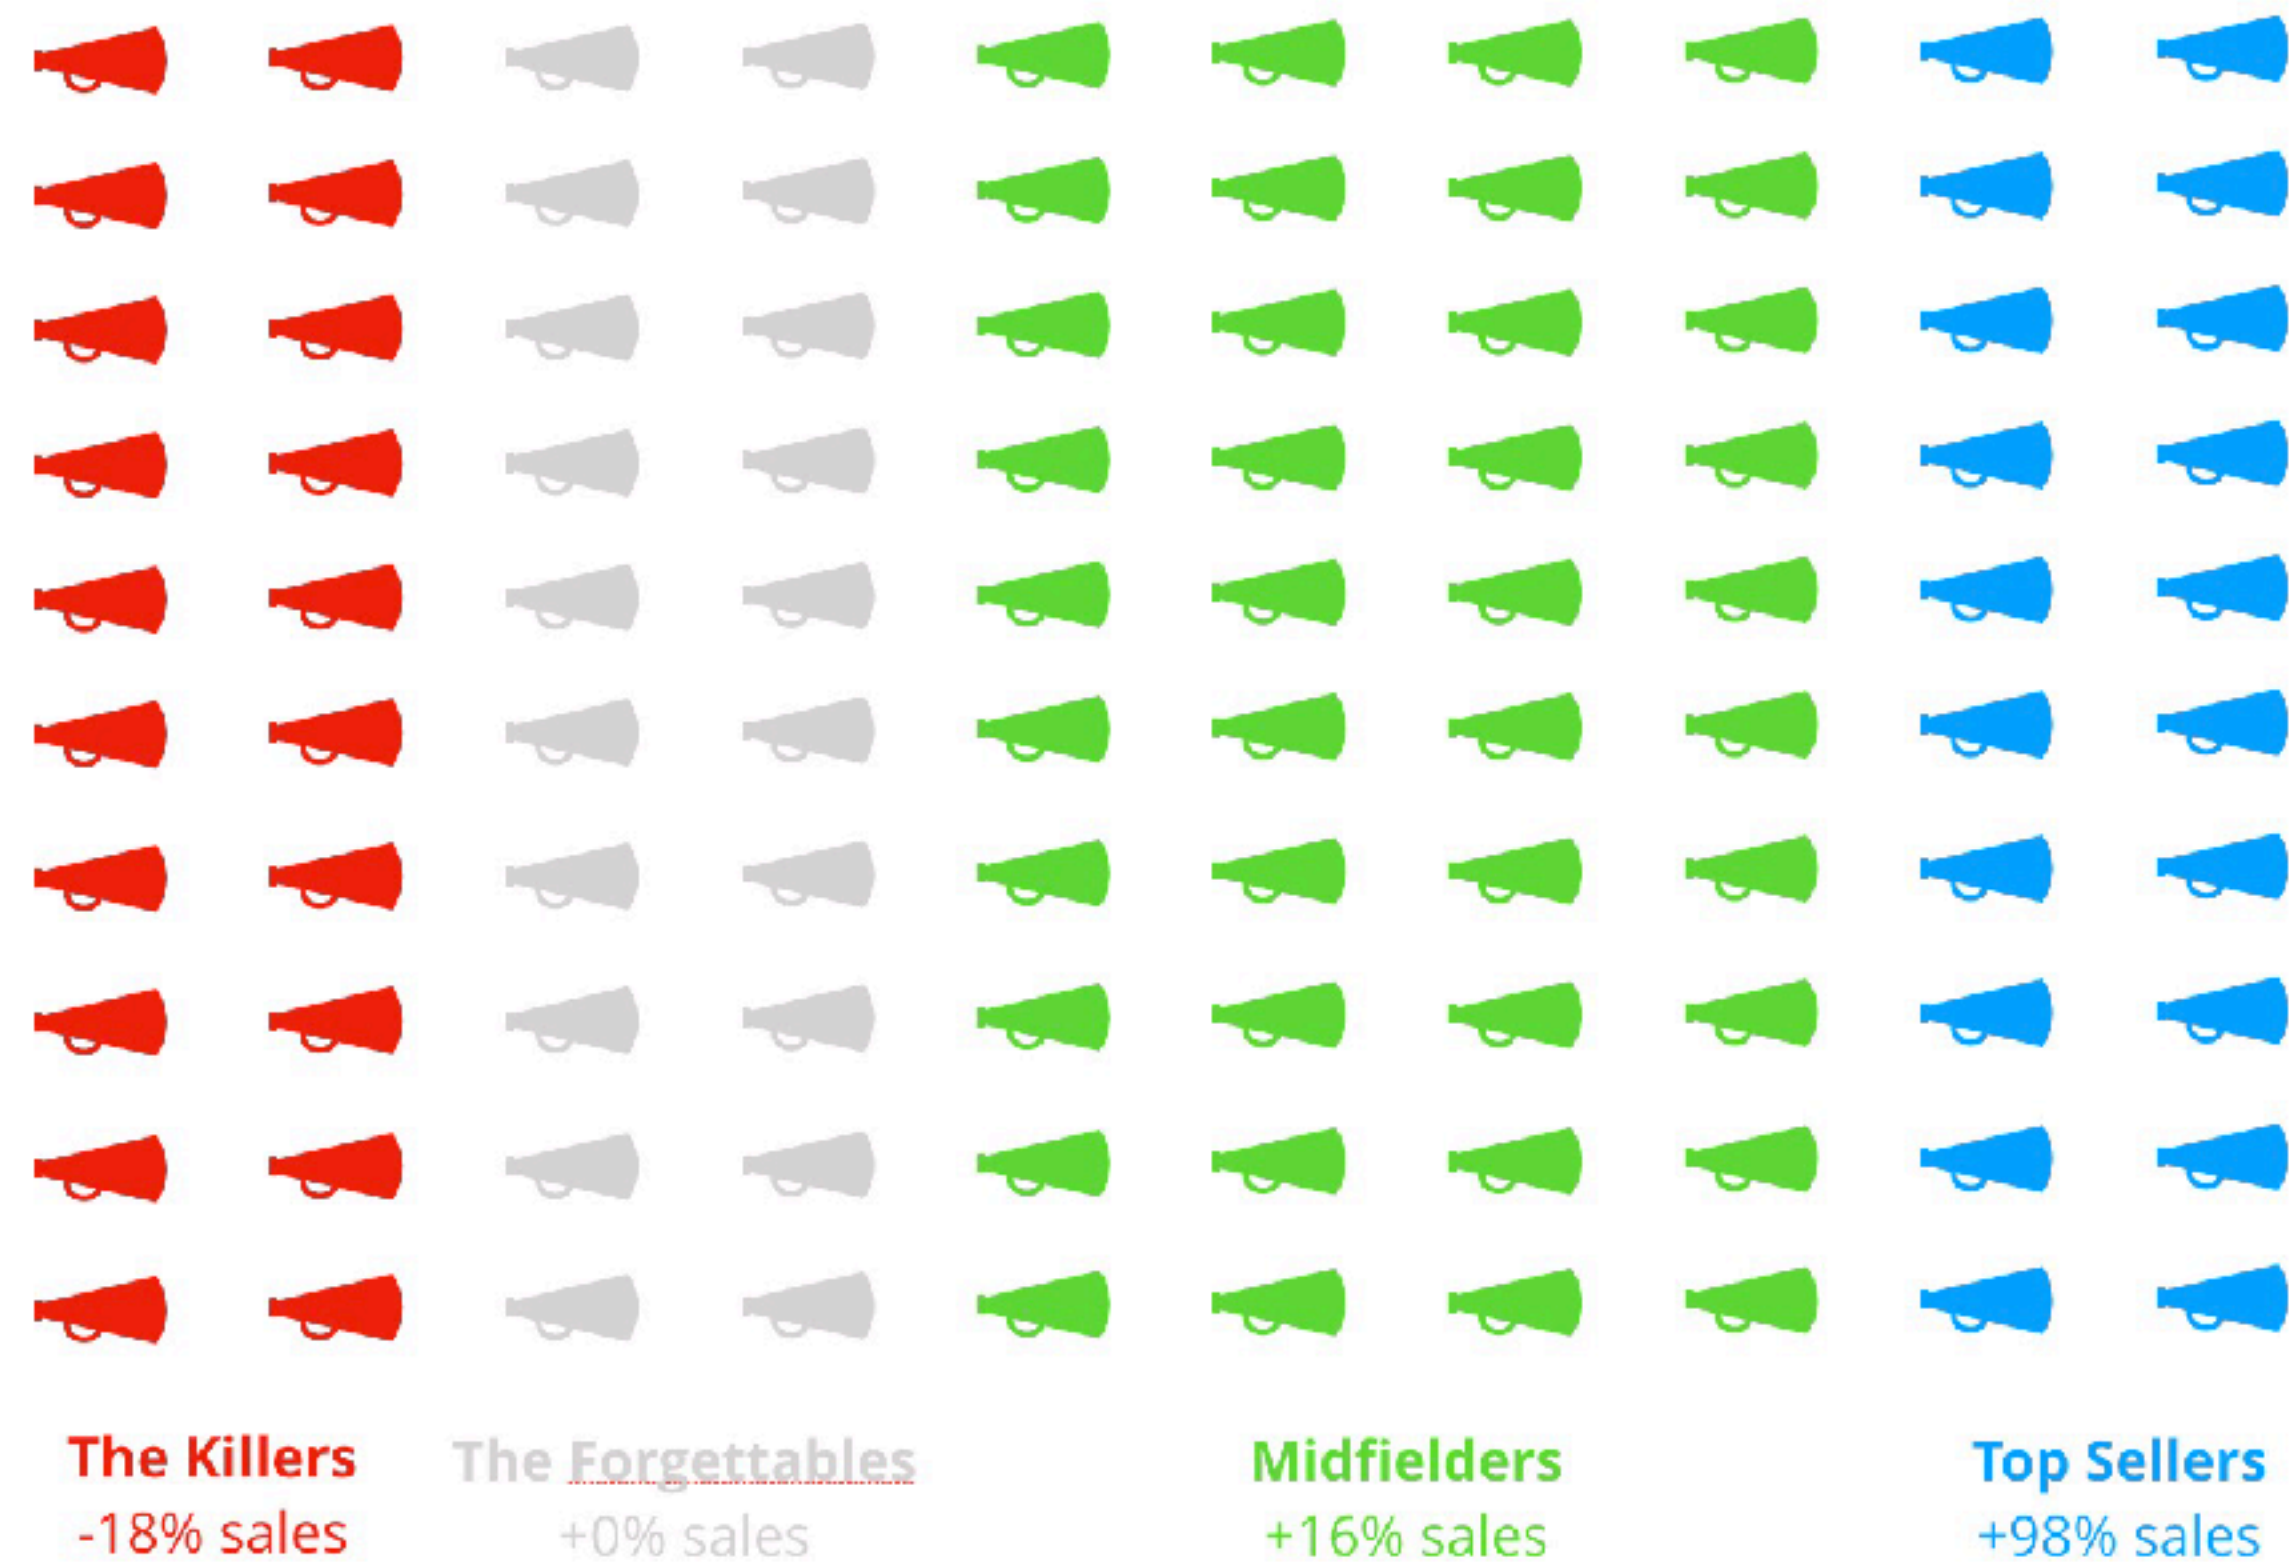 The Killers
-18% sales
The Forgettables
+0% sales
Midfielders
+16% sales
Top Sellers
+98% sales